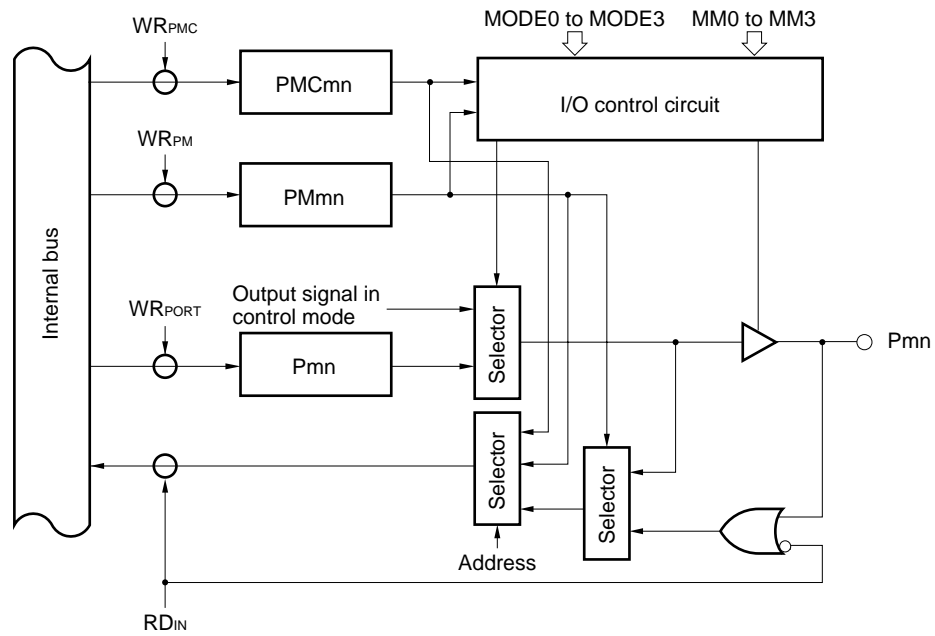 MODE0 to MODE3
MM0 to MM3
WRPMC
PMCmn
I/O control circuit
WRPM
PMmn
Internal bus
Output signal in
control mode
WRPORT
Pmn
Selector
Pmn
Selector
Selector
Address
RDIN